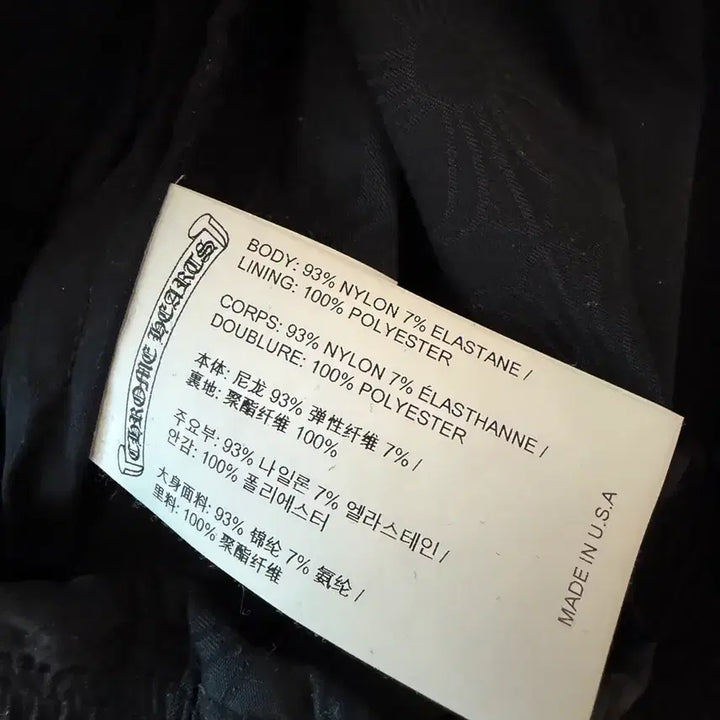 CHROME HEARTS
BODY: 93% NYLON 7% ELASTANE /
LINING: 100% POLYESTER
CORPS: 93% NYLON 7% ÉLASTHANNE /
DOUBLURE: 100% POLYESTER
本体: 尼龙 93% 弹性纤维 7% /
裏地: 聚酯纤维 100%
주요부: 93% 나일론 7% 엘라스테인 /
안감: 100% 폴리에스터
大身面料: 93% 锦纶 7% 氨纶 /
里料: 100% 聚酯纤维
MADE IN U.S.A